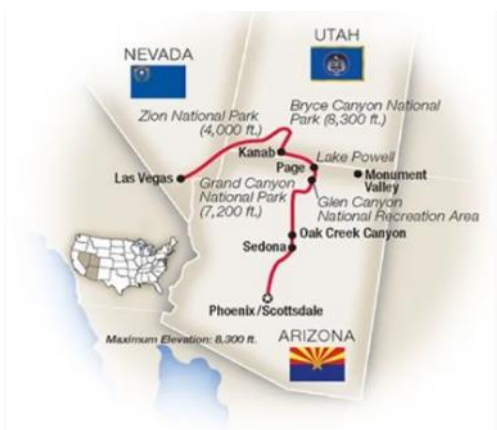 UTAH
NEVADA
Zion National Park
(4,000 ft.)
Bryce Canyon National
Park (8,300 ft.)
Kanab
Lake Powell
Page
Las Vegas
Monument
Valley
Grand Canyon
National Park
(7,200 ft.)
Glen Canyon
National Recreation Area
Oak Creek Canyon
Sedona
Phoenix/Scottsdale
Maximum Elevation: 8,300 ft.
ARIZONA